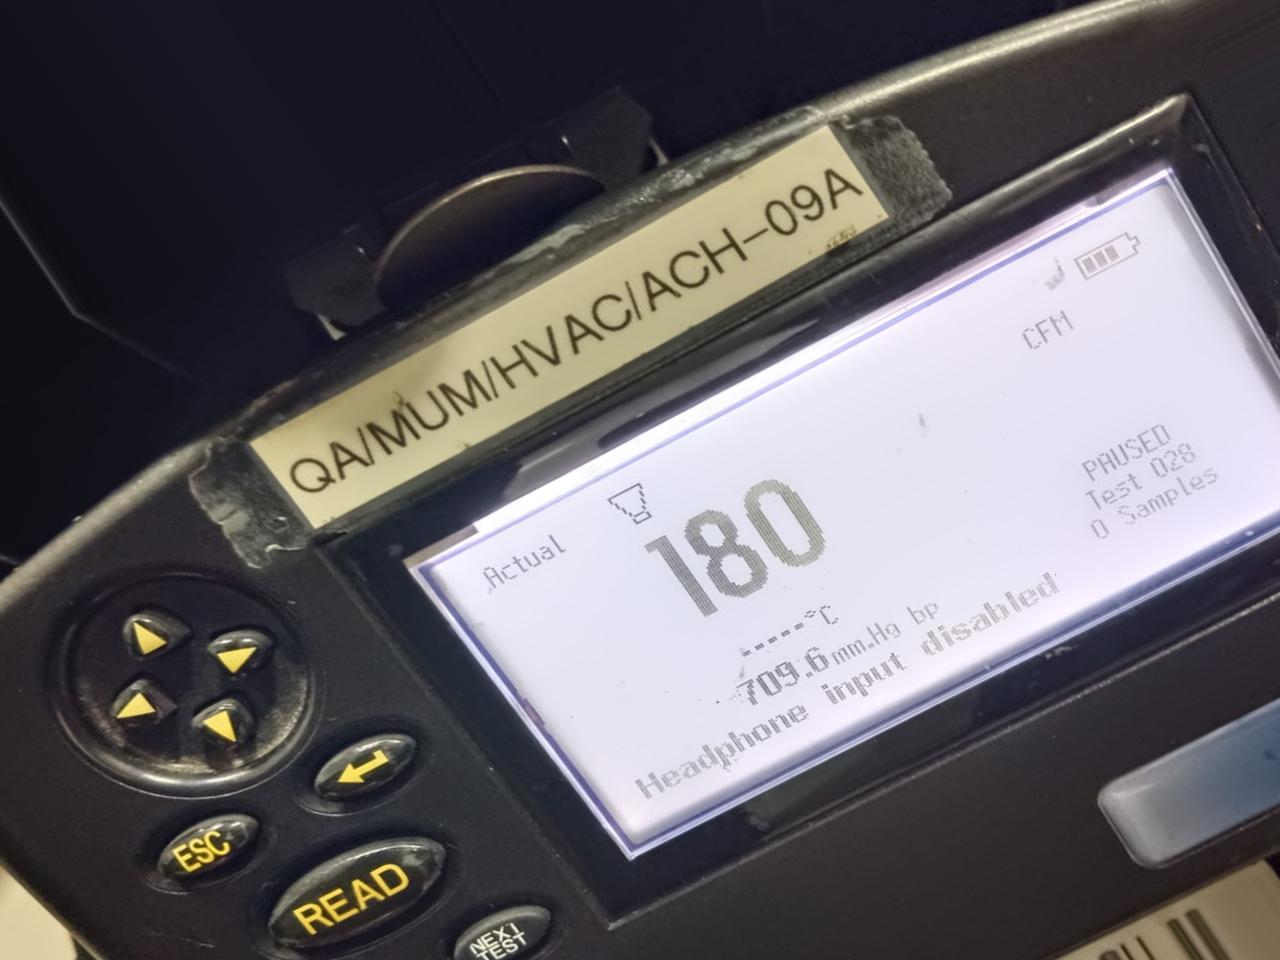 QA/MUM/HVAC/ACH-09A
CFM
Actual
180
PAUSED
Test 028
0 Samples
-----°C
709.6 mm.Hg bp
Headphone input disabled
ESC
READ
NEXT
TEST